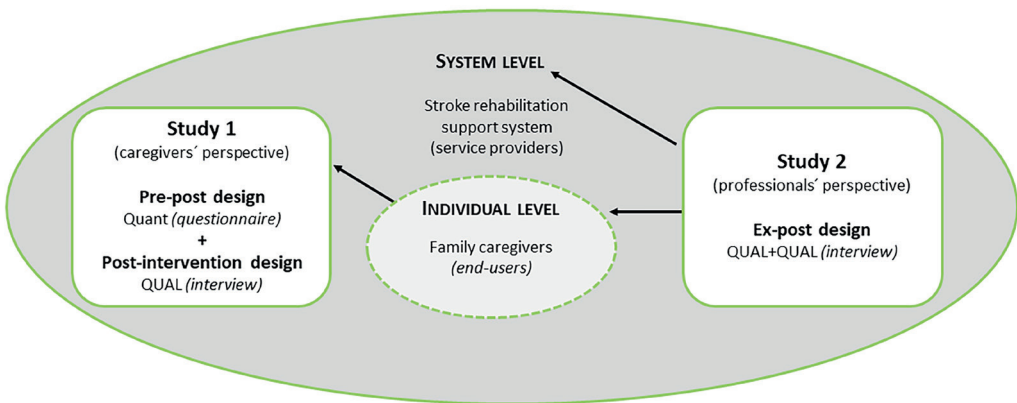 SYSTEM LEVEL
Stroke rehabilitation
support system
(service providers)
Study 1
(caregivers´ perspective)
Pre-post design
Quant (questionnaire)
+
Post-intervention design
QUAL (interview)
INDIVIDUAL LEVEL
Family caregivers
(end-users)
Study 2
(professionals´ perspective)
Ex-post design
QUAL+QUAL (interview)